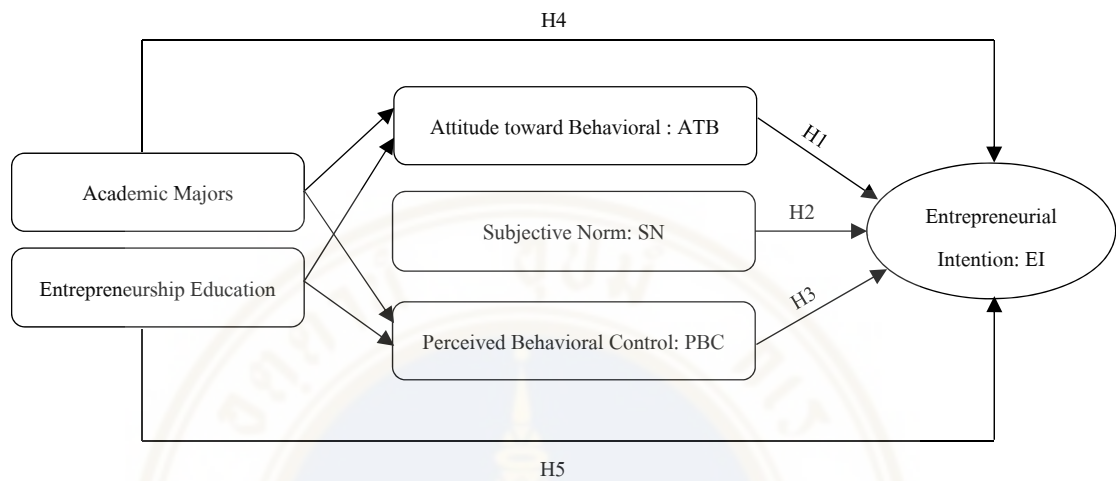 H4
Attitude toward Behavioral : ATB
H1
Academic Majors
Subjective Norm: SN
H2
Entrepreneurial
Intention: EI
Entrepreneurship Education
H3
Perceived Behavioral Control: PBC
H5